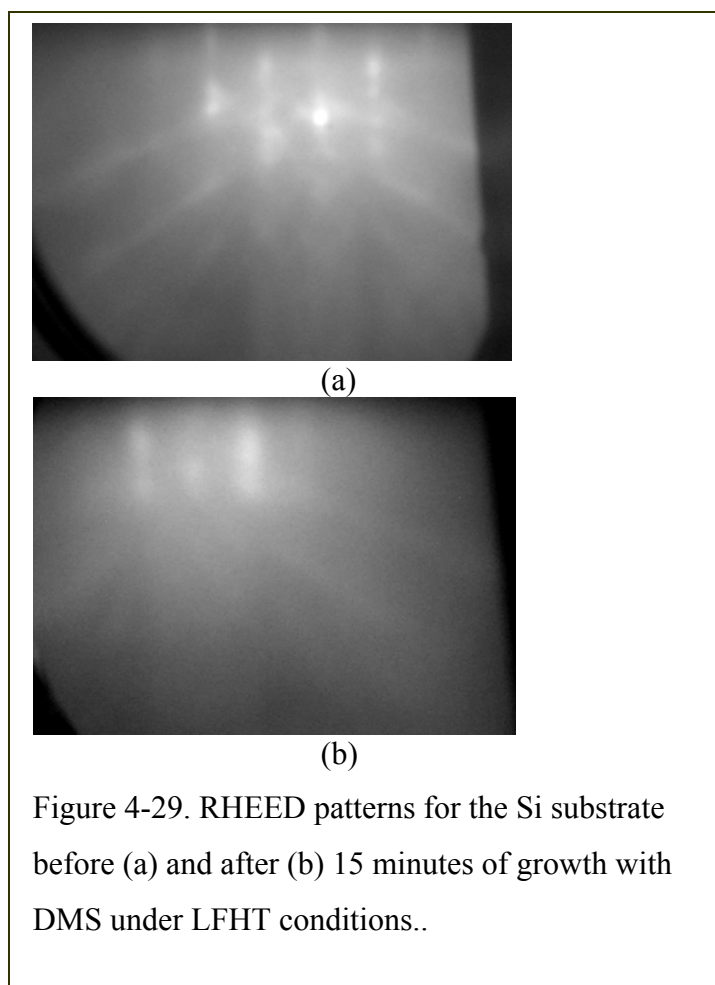 (a)
(b)
Figure 4-29. RHEED patterns for the Si substrate
before (a) and after (b) 15 minutes of growth with
DMS under LFHT conditions..